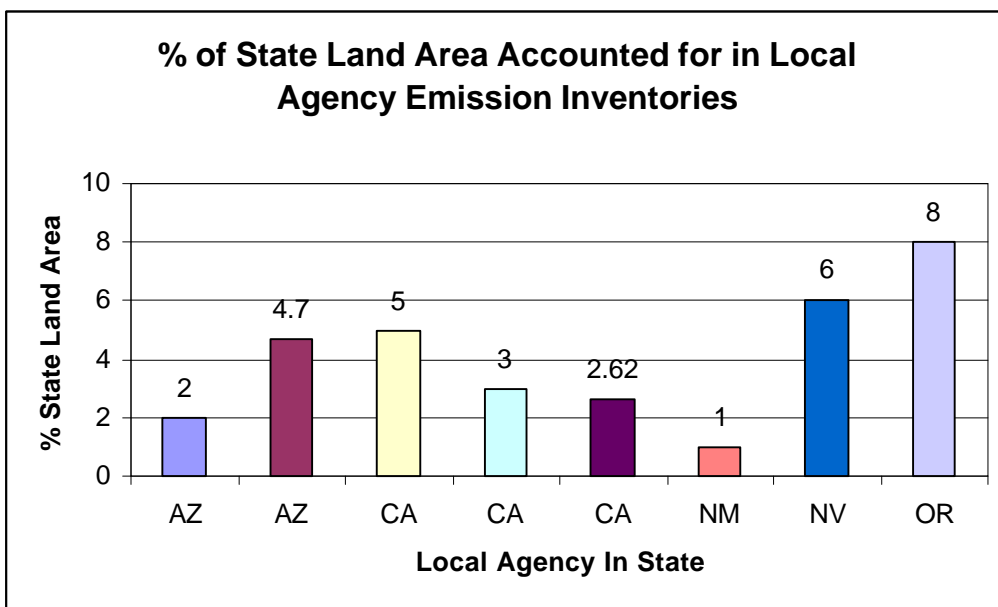 % of State Land Area Accounted for in Local
Agency Emission Inventories
% State Land Area
10
8
6
4
2
0
2
4.7
5
3
2.62
1
6
8
AZ AZ CA CA CA NM NV OR
Local Agency In State